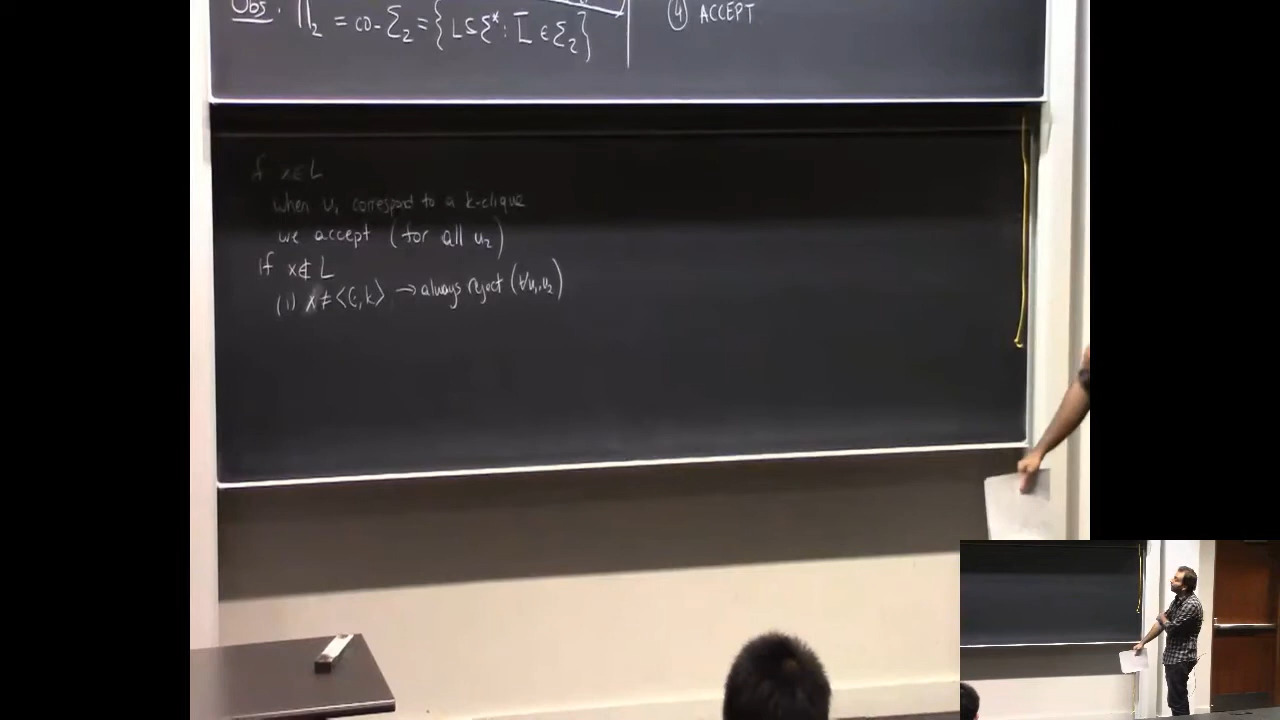 Obs: Π₂ = co-Σ₂ = { L ⊆ Σ* : L̅ ∈ Σ₂ }
④ ACCEPT
if x ∈ L
when u₁ correspond to a k-clique
we accept (for all u₂)
If x ∉ L
(1) x ≠ <G,k> → always reject (∀u₁,u₂)